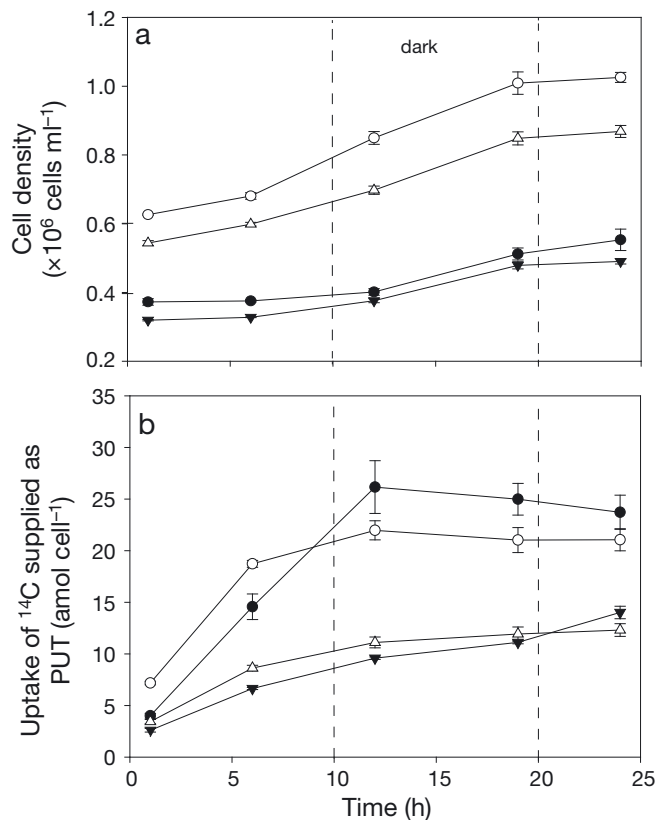 a
dark
Cell density
(×10⁶ cells ml⁻¹)
1.2
1.0
0.8
0.6
0.4
0.2
b
Uptake of ¹⁴C supplied as
PUT (amol cell⁻¹)
35
30
25
20
15
10
5
0
0 5 10 15 20 25
Time (h)